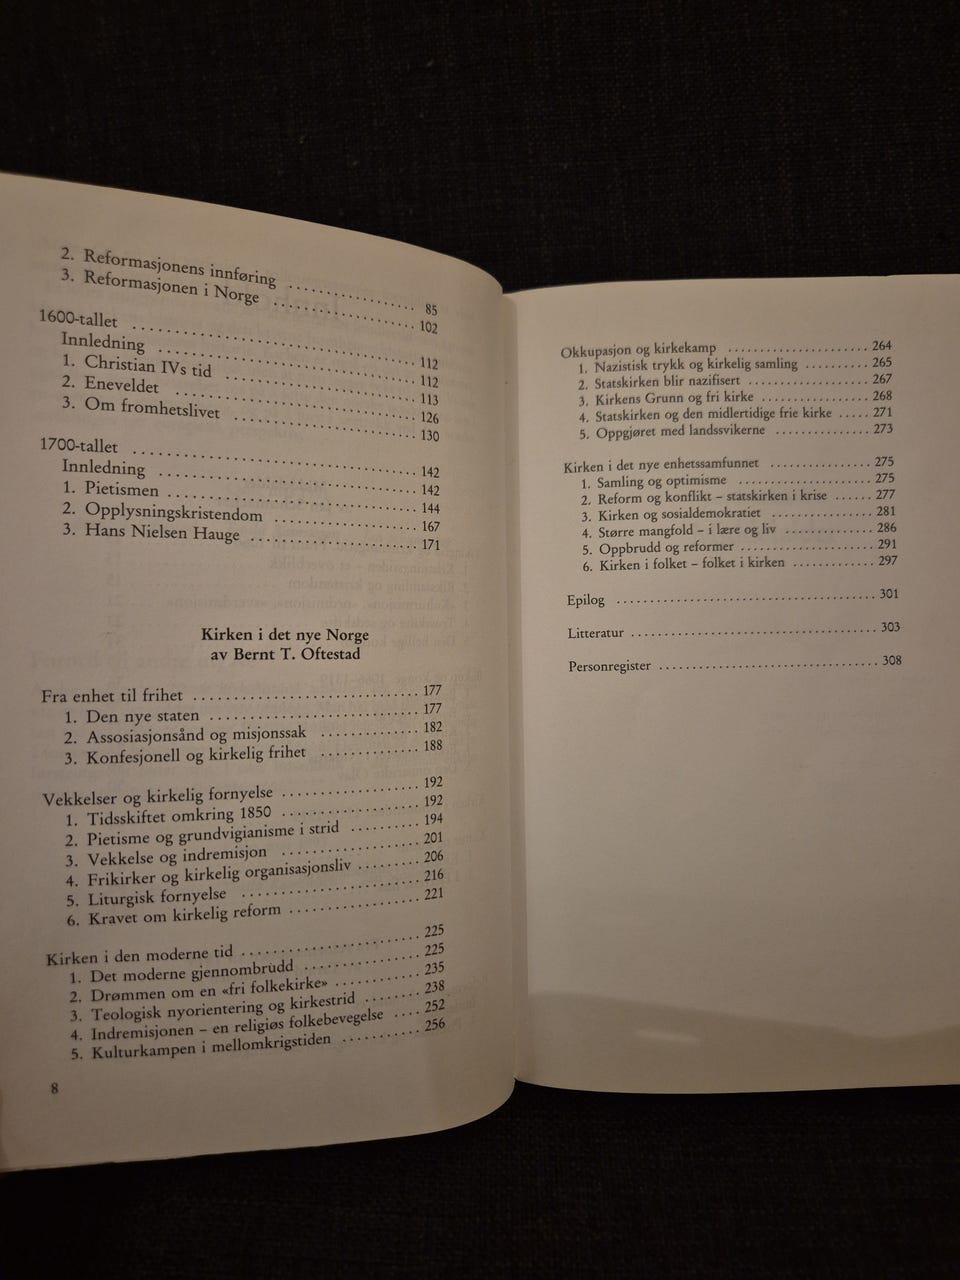 2. Reformasjonens innføring .................. 85
3. Reformasjonen i Norge .................... 102
1600-tallet .................................. 112
Innledning .................................. 112
1. Christian IVs tid .......................... 113
2. Eneveldet ................................ 126
3. Om fromhetslivet .......................... 130
1700-tallet .................................. 142
Innledning .................................. 142
1. Pietismen ................................ 144
2. Opplysningskristendom .................... 167
3. Hans Nielsen Hauge ...................... 171
Kirken i det nye Norge
av Bernt T. Oftestad
Fra enhet til frihet ............................ 177
1. Den nye staten ............................ 177
2. Assosiasjonsånd og misjonssak .............. 182
3. Konfesjonell og kirkelig frihet .............. 188
Vekkelser og kirkelig fornyelse .................. 192
1. Tidsskiftet omkring 1850 .................... 192
2. Pietisme og grundvigianisme i strid .......... 194
3. Vekkelse og indremisjon .................... 201
4. Frikirker og kirkelig organisasjonsliv ........ 206
5. Liturgisk fornyelse ........................ 216
6. Kravet om kirkelig reform .................. 221
Kirken i den moderne tid ........................ 225
1. Det moderne gjennombrudd .................. 225
2. Drømmen om en «fri folkekirke» ............ 235
3. Teologisk nyorientering og kirkestrid ........ 238
4. Indremisjonen – en religiøs folkebevegelse .... 252
5. Kulturkampen i mellomkrigstiden ............ 256
8
Okkupasjon og kirkekamp ...................... 264
1. Nazistisk trykk og kirkelig samling .......... 265
2. Statskirken blir nazifisert .................. 267
3. Kirkens Grunn og fri kirke .................. 268
4. Statskirken og den midlertidige frie kirke ..... 271
5. Oppgjøret med landssvikerne ................ 273
Kirken i det nye enhetssamfunnet ................ 275
1. Samling og optimisme ...................... 275
2. Reform og konflikt – statskirken i krise ...... 277
3. Kirken og sosialdemokratiet ................ 281
4. Større mangfold – i lære og liv .............. 286
5. Oppbrudd og reformer ...................... 291
6. Kirken i folket – folket i kirken .............. 297
Epilog ........................................ 301
Litteratur ...................................... 303
Personregister .................................. 308